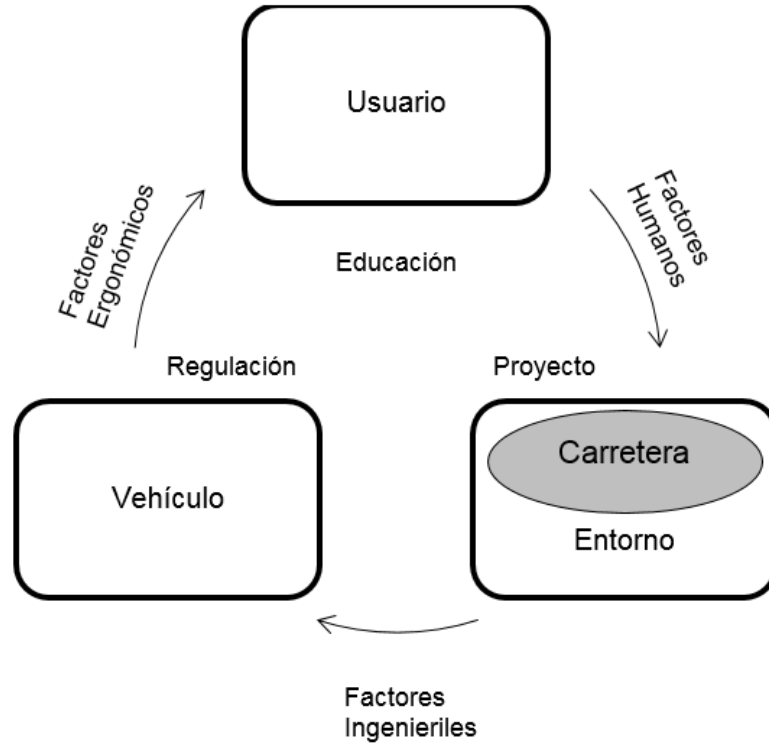 Usuario
Factores
Ergonómicos
Factores
Humanos
Educación
Regulación
Proyecto
Vehículo
Carretera
Entorno
Factores
Ingenieriles